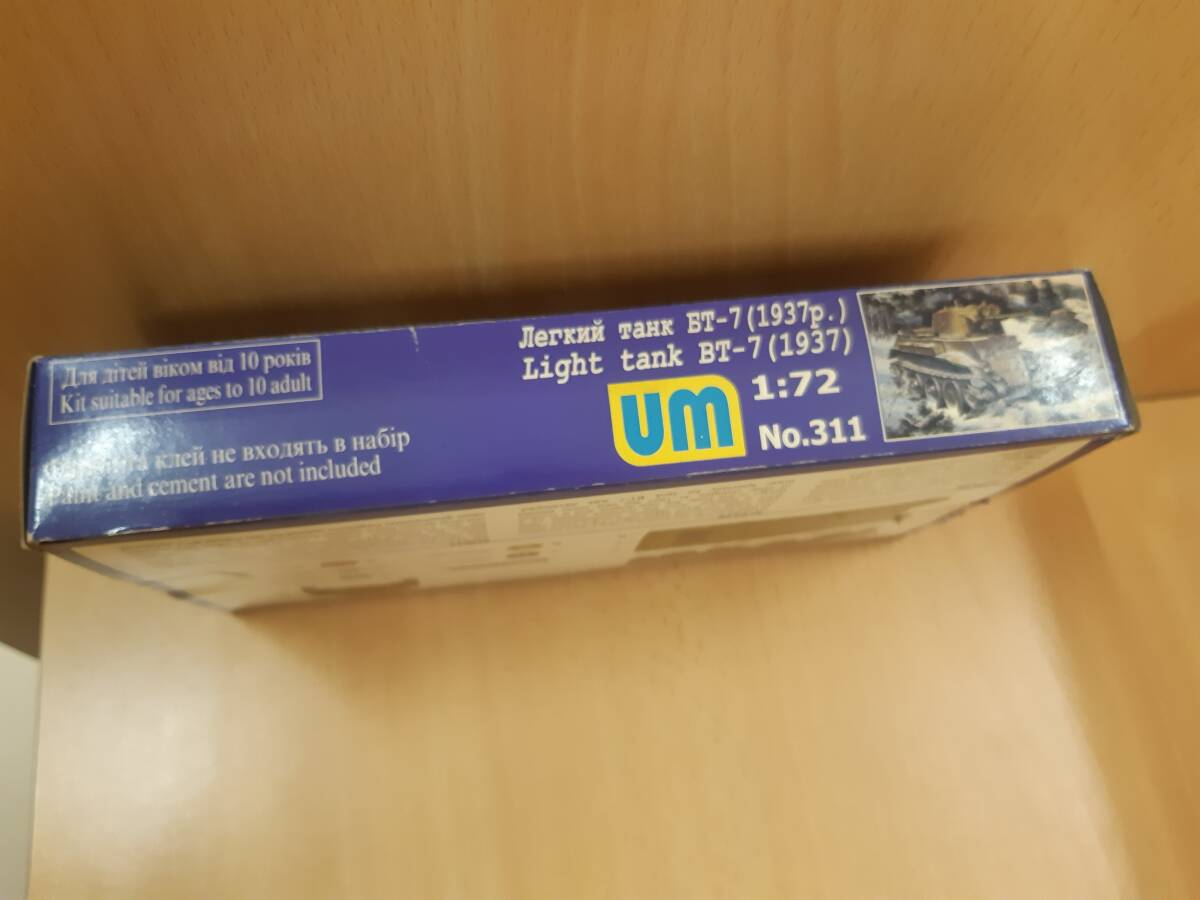 Для дітей віком від 10 років
Kit suitable for ages to 10 adult
клей не входять в набір
and cement are not included
Легкий танк БТ-7(1937р.)
Light tank BT-7(1937)
um
1:72
No.311